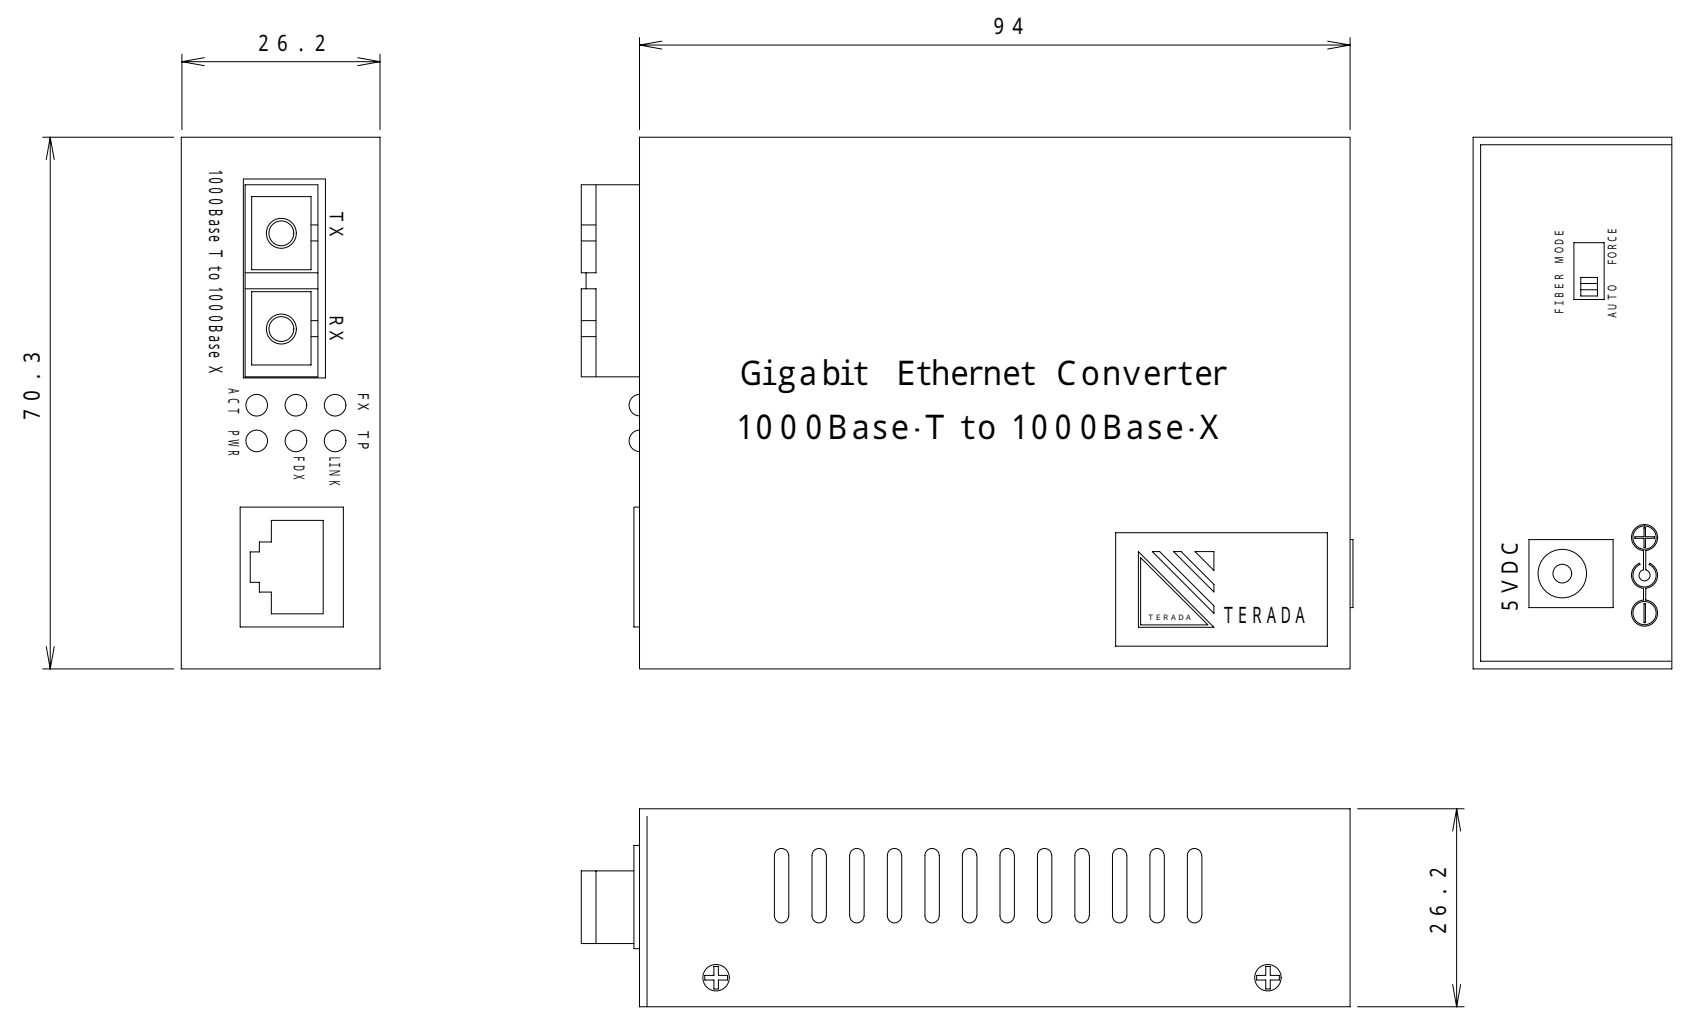 26.2
94
70.3
1000Base T to 1000Base X
TX
RX
ACT
FX
PWR
TP
FDX
LINK
Gigabit Ethernet Converter
1000Base-T to 1000Base-X
TERADA
TERADA
FIBER MODE
AUTO FORCE
5VDC
26.2